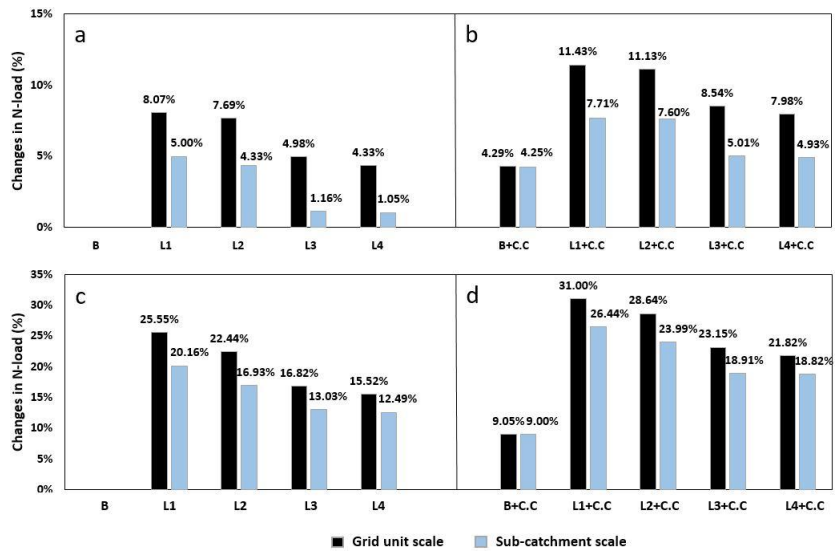 Changes in N-load (%)
15%
10%
5%
0%
a
8.07%
5.00%
7.69%
4.33%
4.98%
1.16%
4.33%
1.05%
B
L1
L2
L3
L4
b
4.29%
4.25%
11.43%
7.71%
11.13%
7.60%
8.54%
5.01%
7.98%
4.93%
B+C.C
L1+C.C
L2+C.C
L3+C.C
L4+C.C
Changes in N-load (%)
35%
30%
25%
20%
15%
10%
5%
0%
c
25.55%
20.16%
22.44%
16.93%
16.82%
13.03%
15.52%
12.49%
B
L1
L2
L3
L4
d
9.05%
9.00%
31.00%
26.44%
28.64%
23.99%
23.15%
18.91%
21.82%
18.82%
B+C.C
L1+C.C
L2+C.C
L3+C.C
L4+C.C
Grid unit scale
Sub-catchment scale